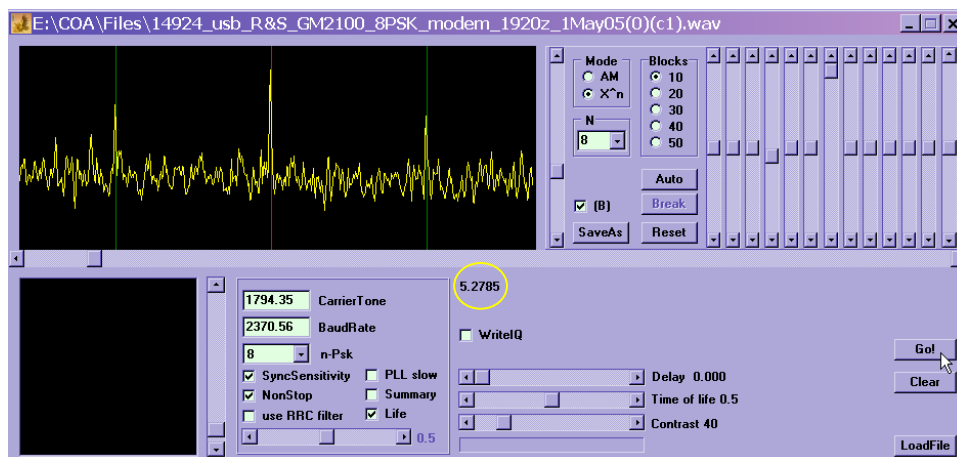 E:\COA\Files\14924_usb_R&S_GM2100_8PSK_modem_1920z_1May05(0)(c1).wav
Mode
AM
X^n
N
8
(B)
SaveAs
Blocks
10
20
30
40
50
Auto
Break
Reset
1794.35 CarrierTone
2370.56 BaudRate
8 n-Psk
SyncSensitivity PLL slow
NonStop Summary
use RRC filter Life
0.5
5.2785
WriteIQ
Delay 0.000
Time of life 0.5
Contrast 40
Go!
Clear
LoadFile